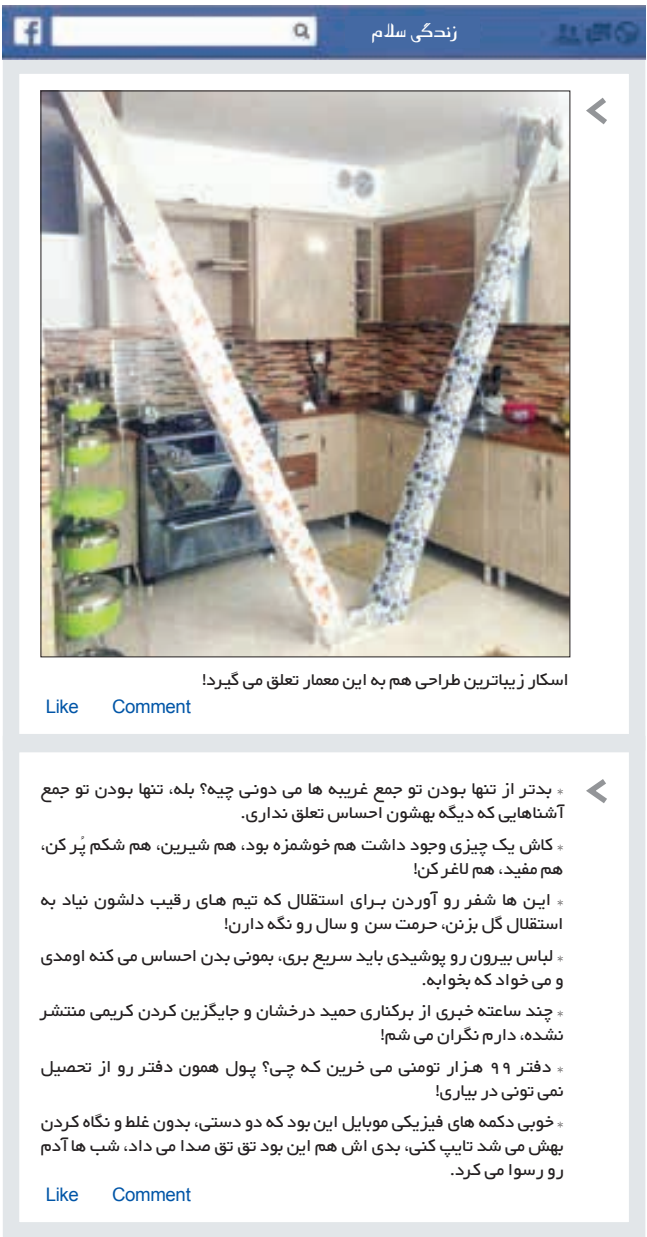 زندگی سلام
اسکار زیباترین طراحی هم به این معمار تعلق می گیرد!
Like Comment
* بدتر از تنها بودن تو جمع غریبه ها می دونی چیه؟ بله، تنها بودن تو جمع
آشناهایی که دیگه بهشون احساس تعلق نداری.
* کاش یک چیزی وجود داشت هم خوشمزه بود، هم شیرین، هم شکم پُر کن،
هم مفید، هم لاغر کن!
* این ها شفر رو آوردن برای استقلال که تیم های رقیب دلشون نیاد به
استقلال گل بزنن، حرمت سن و سال رو نگه دارن!
* لباس بیرون رو پوشیدی باید سریع بری، بمونی بدن احساس می کنه اومدی
و می خواد که بخوابه.
* چند ساعته خبری از برکناری حمید درخشان و جایگزین کردن کریمی منتشر
نشده، دارم نگران می شم!
* دفتر ۹۹ هزار تومنی می خرین که چی؟ پول همون دفتر رو از تحصیل
نمی تونی در بیاری!
* خوبی دکمه های فیزیکی موبایل این بود که دو دستی، بدون غلط و نگاه کردن
بهش می شد تایپ کنی، بدی اش هم این بود تق تق صدا می داد، شب ها آدم
رو رسوا می کرد.
Like Comment